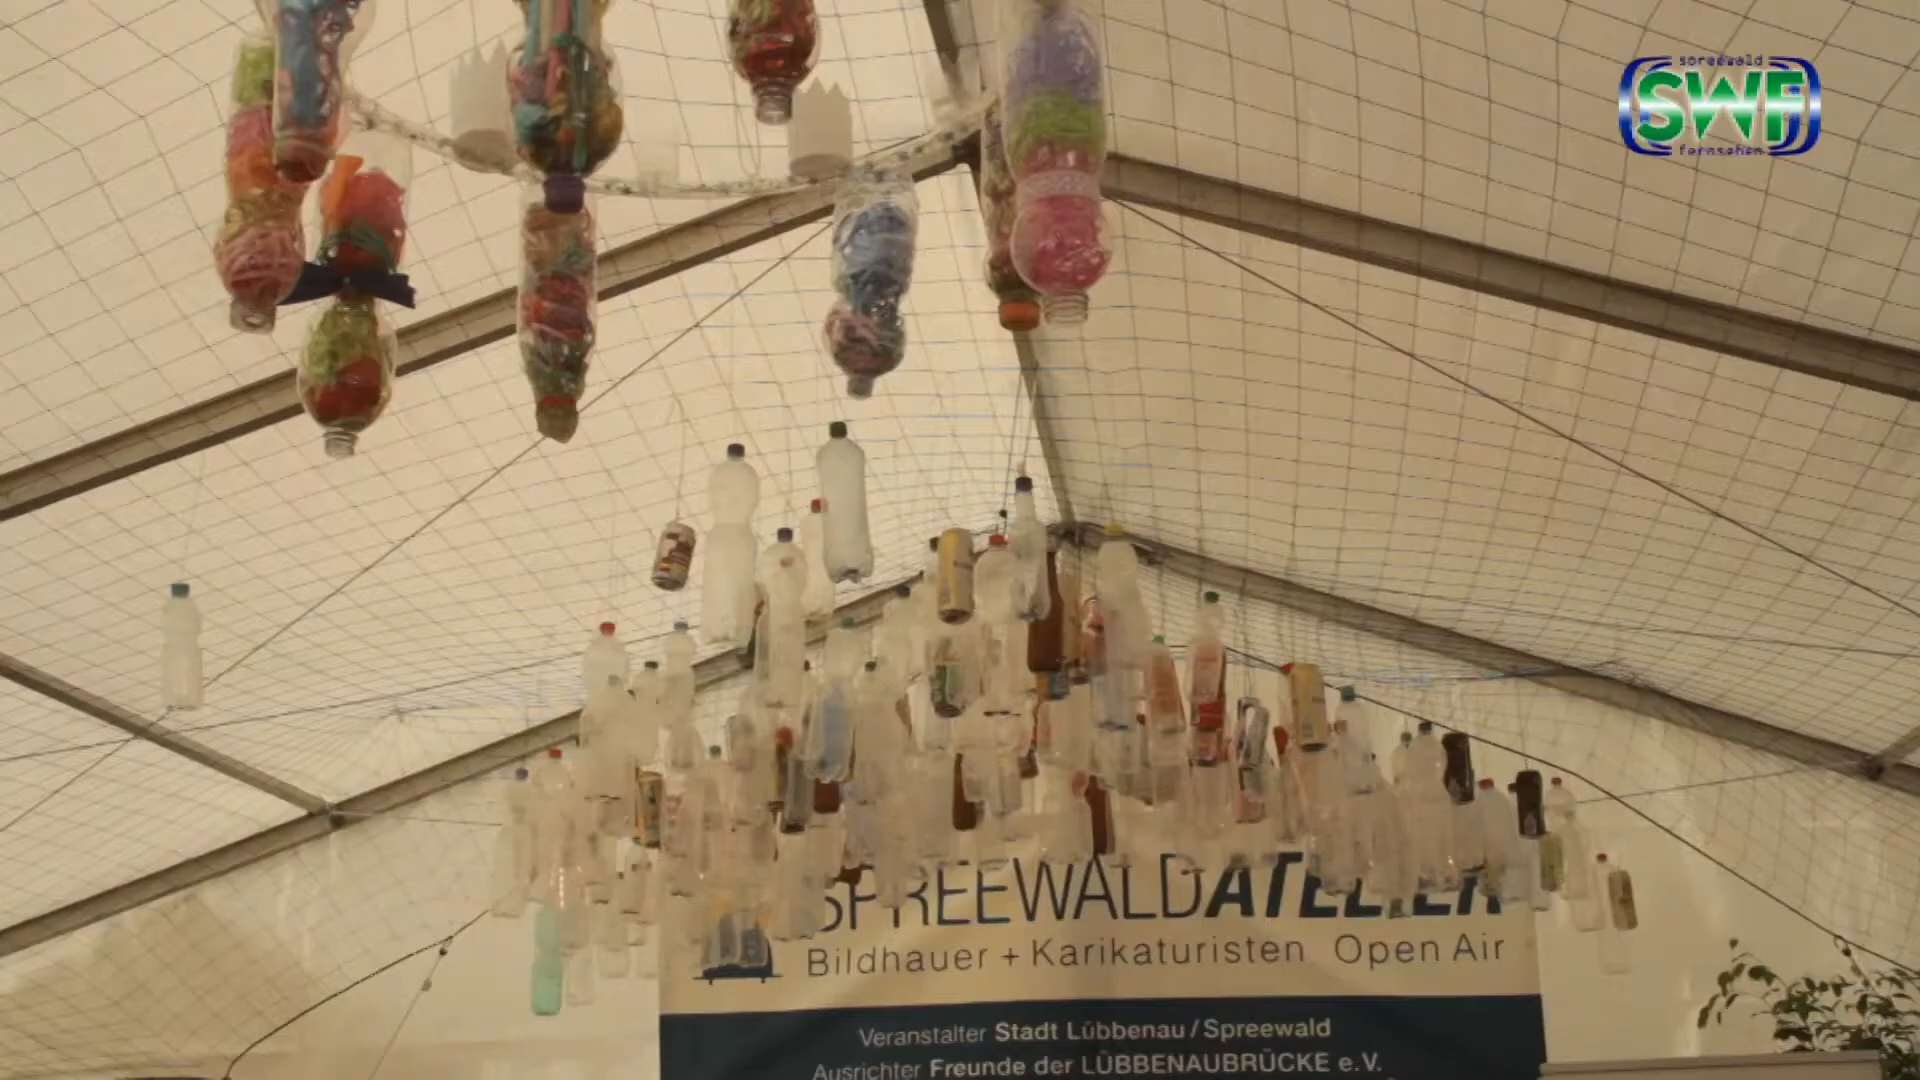 spreewald
SWF
fernsehen
SPREEWALDATELIER
Bildhauer + Karikaturisten Open Air
Veranstalter Stadt Lübbenau / Spreewald
Ausrichter Freunde der LÜBBENAUBRÜCKE e.V.